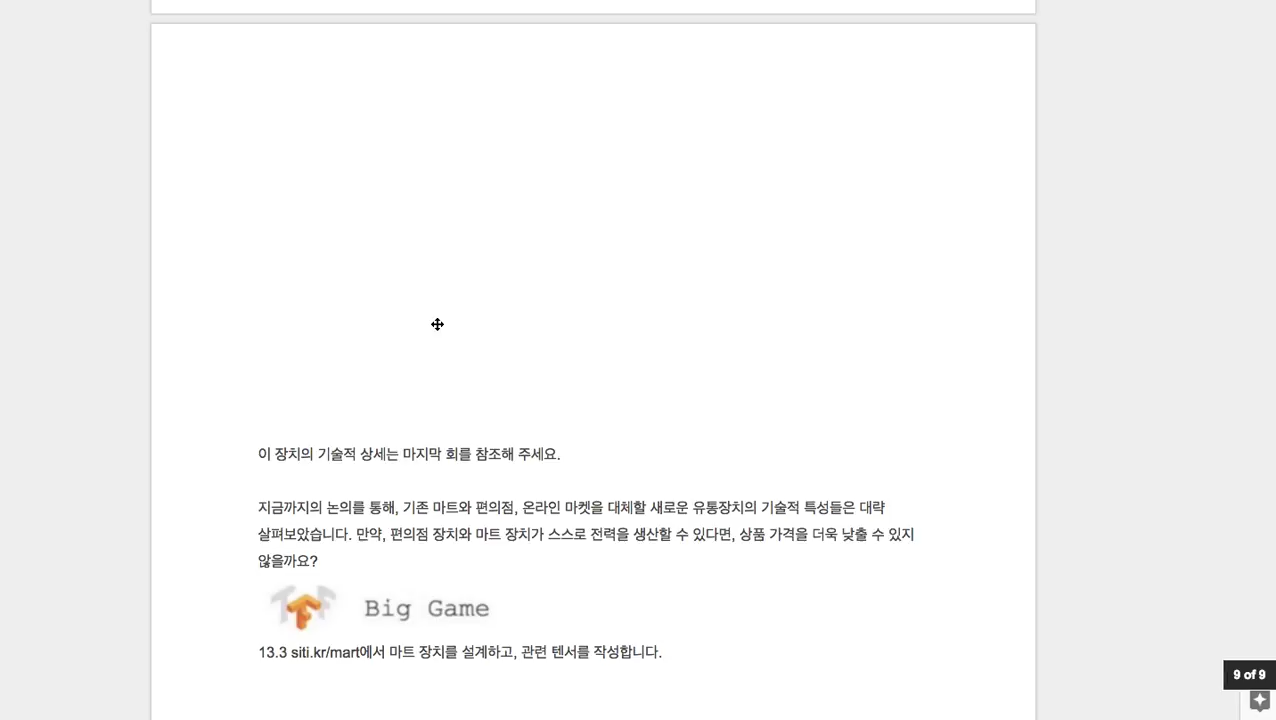 이 장치의 기술적 상세는 마지막 회를 참조해 주세요.
지금까지의 논의를 통해, 기존 마트와 편의점, 온라인 마켓을 대체할 새로운 유통장치의 기술적 특성들은 대략
살펴보았습니다. 만약, 편의점 장치와 마트 장치가 스스로 전력을 생산할 수 있다면, 상품 가격을 더욱 낮출 수 있지
않을까요?
Big Game
13.3 siti.kr/mart에서 마트 장치를 설계하고, 관련 텐서를 작성합니다.
9 of 9